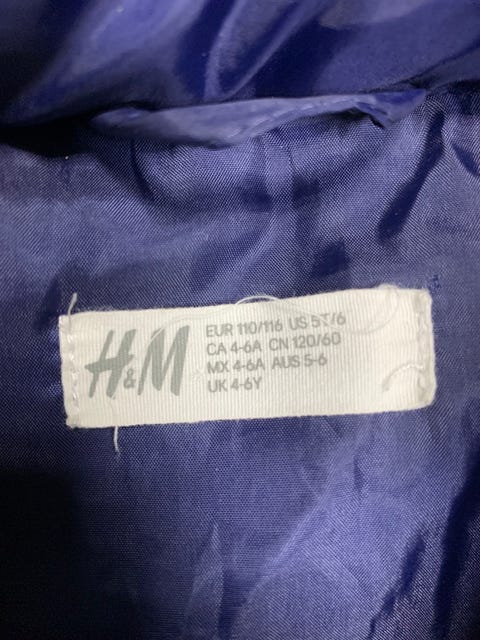 H&M
EUR 110/116 US 5T/6
CA 4-6A CN 120/60
MX 4-6A AUS 5-6
UK 4-6Y